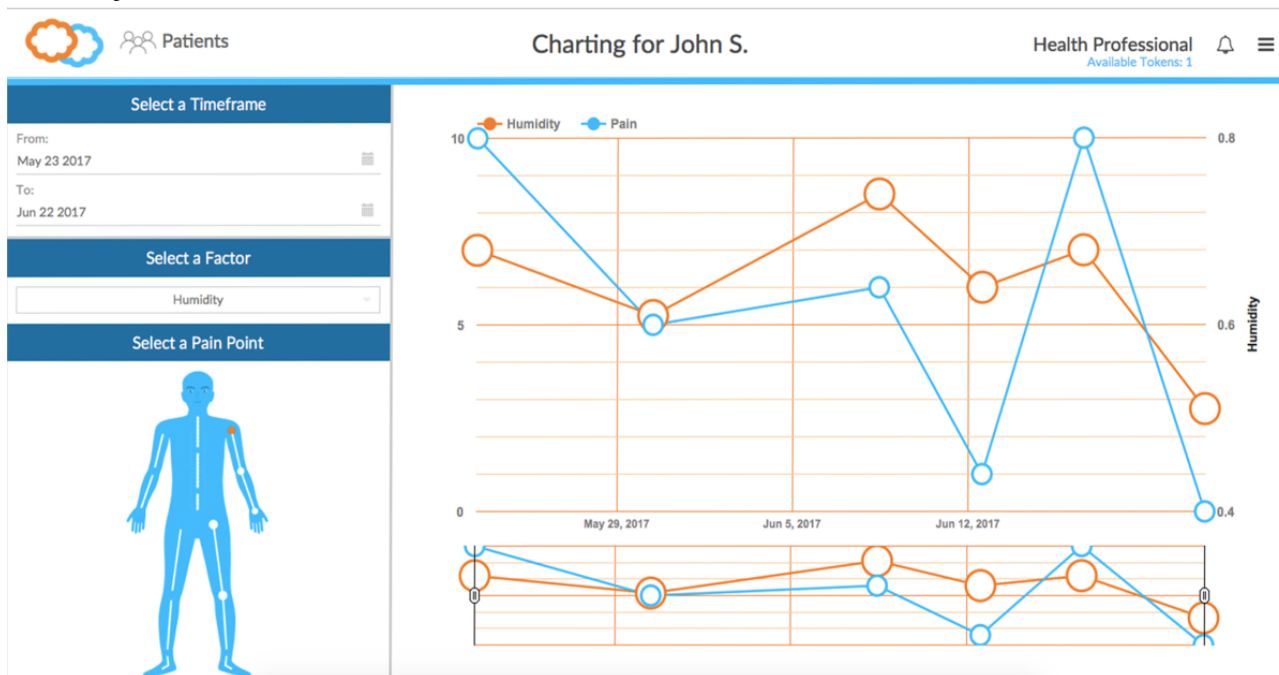 Patients
Charting for John S.
Health Professional
Available Tokens: 1
Select a Timeframe
From:
May 23 2017
To:
Jun 22 2017
Select a Factor
Humidity
Select a Pain Point
Humidity Pain
10
5
0
0.8
0.6
0.4
Humidity
May 29, 2017 Jun 5, 2017 Jun 12, 2017